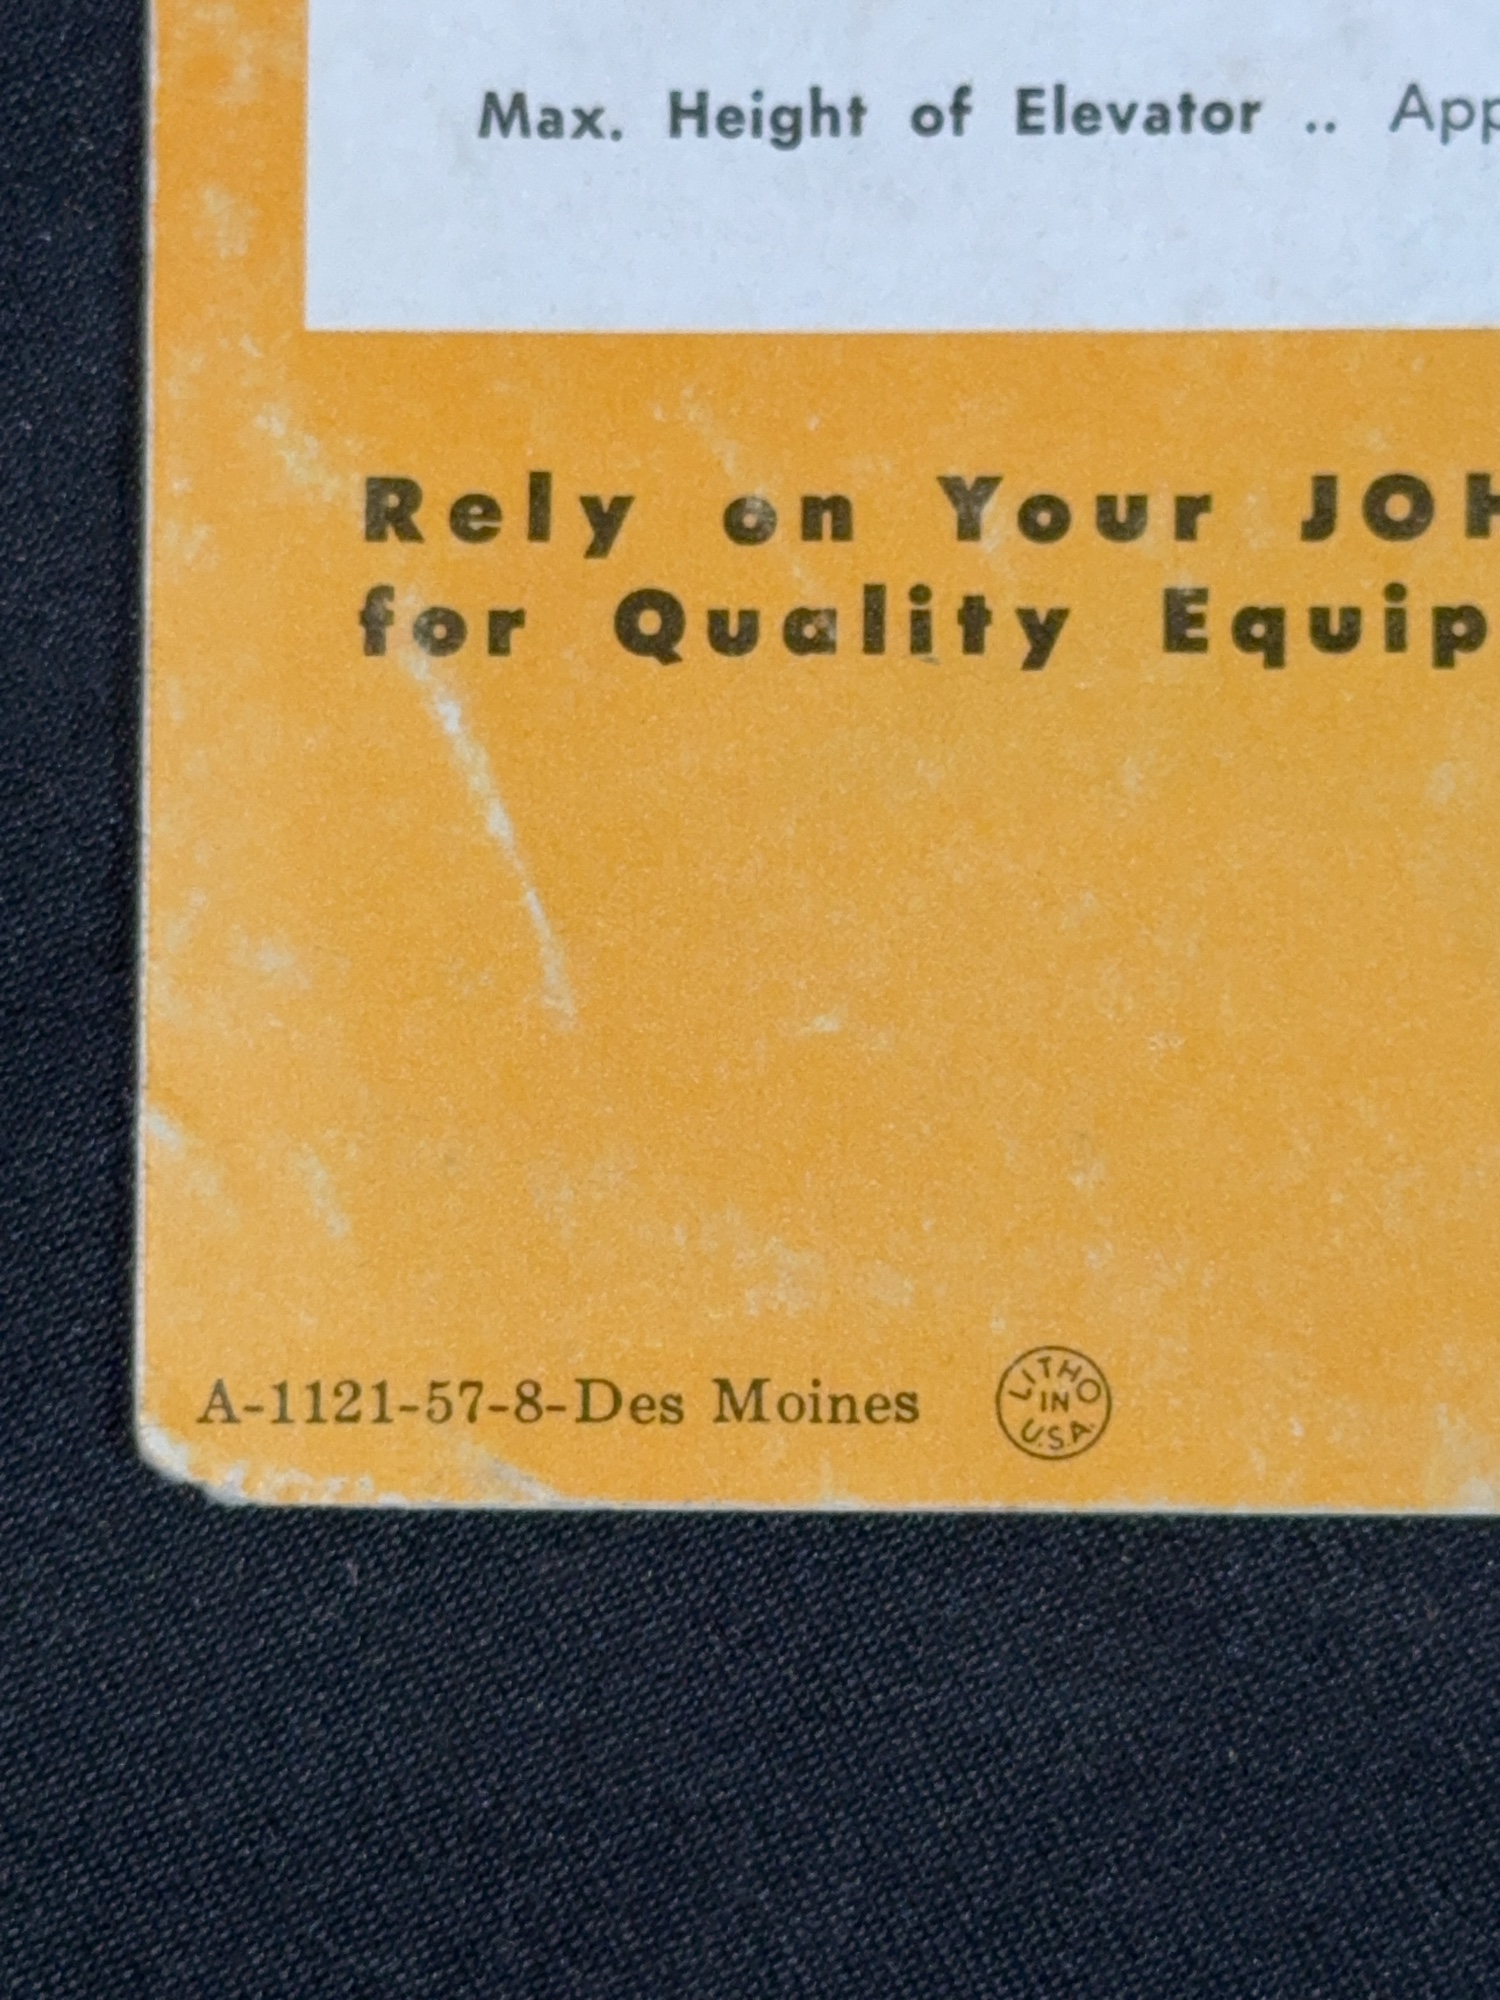 Max. Height of Elevator .. App
Rely on Your JOH
for Quality Equip
A-1121-57-8-Des Moines
LITHO
IN
U.S.A.